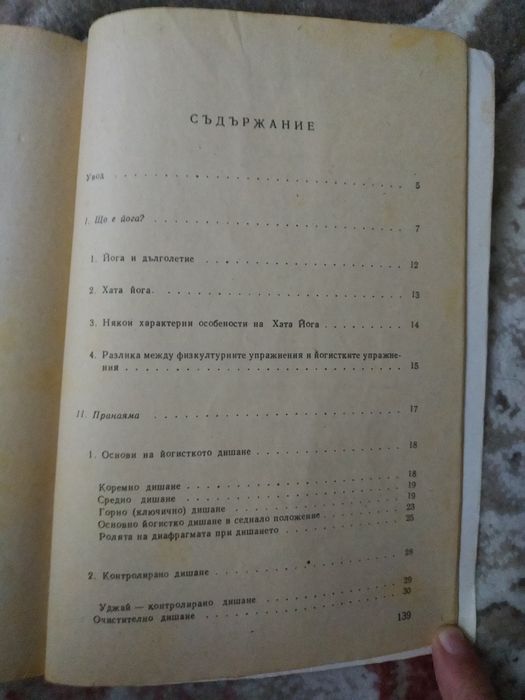 СЪДЪРЖАНИЕ
Увод . . . . . . . . . . . . . . . . . . . . 5
I. Що е йога? . . . . . . . . . . . . . . . . . . . . 7
1. Йога и дълголетие . . . . . . . . . . . . . . . . 12
2. Хата йога. . . . . . . . . . . . . . . . . . . . 13
3. Някои характерни особености на Хата Йога . . . . . . . . 14
4. Разлика между физкултурните упражнения и йогистките упражне-
ния . . . . . . . . . . . . . . . . . . . . 15
II. Пранаяма . . . . . . . . . . . . . . . . . . . . 17
1. Основи на йогисткото дишане . . . . . . . . . . . . 18
Коремно дишане . . . . . . . . . . . . . . . . 18
Средно дишане . . . . . . . . . . . . . . . . 19
Горно (ключично) дишане . . . . . . . . . . . . . . 19
Основно йогистко дишане в седнало положение . . . . . . . . 23
Ролята на диафрагмата при дишането . . . . . . . . . . 25
2. Контролирано дишане . . . . . . . . . . . . . . 28
Уджай — контролирано дишане . . . . . . . . . . . . 29
Очистително дишане . . . . . . . . . . . . . . 30
139